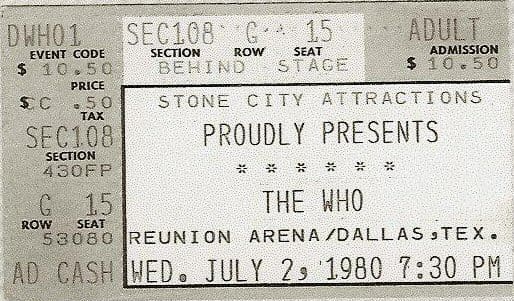 DWHO1
EVENT CODE
$ 10.50
PRICE
$CC .50
TAX
SEC108
SECTION
430FP
G 15
ROW SEAT
53080
AD CASH
SEC108 G 15 ADULT
SECTION ROW SEAT ADMISSION
BEHIND STAGE $ 10.50
STONE CITY ATTRACTIONS
PROUDLY PRESENTS
* * * * * *
THE WHO
REUNION ARENA/DALLAS,TEX.
WED. JULY 2, 1980 7:30 PM